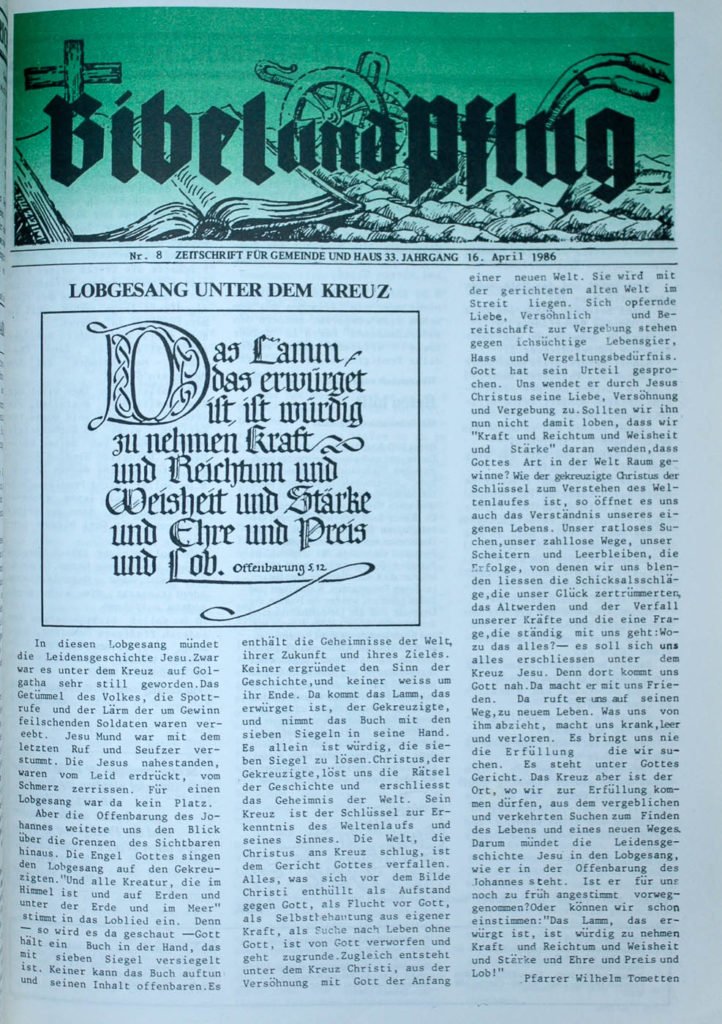 Bibel und Pflug
Nr. 8 ZEITSCHRIFT FÜR GEMEINDE UND HAUS 33. JAHRGANG 16. April 1986
LOBGESANG UNTER DEM KREUZ
Das Lamm,
das erwürget
ist, ist würdig
zu nehmen Kraft
und Reichtum und
Weisheit und Stärke
und Ehre und Preis
und Lob. Offenbarung 5,12
In diesen Lobgesang mündet
die Leidensgeschichte Jesu.Zwar
war es unter dem Kreuz auf Gol-
gatha sehr still geworden.Das
Getümmel des Volkes, die Spott-
rufe und der Lärm der um Gewinn
feilschenden Soldaten waren ver-
eebt. Jesu Mund war mit dem
letzten Ruf und Seufzer ver-
stummt. Die Jesus nahestanden,
waren vom Leid erdrückt, vom
Schmerz zerrissen. Für einen
Lobgesang war da kein Platz.
Aber die Offenbarung des Jo-
hannes weitete uns den Blick
über die Grenzen des Sichtbaren
hinaus. Die Engel Gottes singen
den Lobgesang auf den Gekreu-
zigten."Und alle Kreatur, die im
Himmel ist und auf Erden und
unter der Erde und im Meer"
stimmt in das Loblied ein. Denn
— so wird es da geschaut —Gott
hält ein Buch in der Hand, das
mit sieben Siegel versiegelt
ist. Keiner kann das Buch auftun
und seinen Inhalt offenbaren.Es
enthält die Geheimnisse der Welt,
ihrer Zukunft und ihres Zieles.
Keiner ergründet den Sinn der
Geschichte,und keiner weiss um
ihr Ende. Da kommt das Lamm, das
erwürget ist, der Gekreuzigte,
und nimmt das Buch mit den
sieben Siegeln in seine Hand.
Es allein ist würdig, die sie-
ben Siegel zu lösen.Christus,der
Gekreuzigte,löst uns die Rätsel
der Geschichte und erschliesst
das Geheimnis der Welt. Sein
Kreuz ist der Schlüssel zur Er-
kenntnis des Weltenlaufs und
seines Sinnes. Die Welt, die
Christus ans Kreuz schlug, ist
dem Gericht Gottes verfallen.
Alles, was sich vor dem Bilde
Christi enthüllt als Aufstand
gegen Gott, als Flucht vor Gott,
als Selbstbehautung aus eigener
Kraft, als Suche nach Leben ohne
Gott, ist von Gott verworfen und
geht zugrunde.Zugleich entsteht
unter dem Kreuz Christi, aus der
Versöhnung mit Gott der Anfang
einer neuen Welt. Sie wird mit
der gerichteten alten Welt im
Streit liegen. Sich opfernde
Liebe, Versöhnlich und Be-
reitschaft zur Vergebung stehen
gegen ichsüchtige Lebensgier,
Hass und Vergeltungsbedürfnis.
Gott hat sein Urteil gespro-
chen. Uns wendet er durch Jesus
Christus seine Liebe, Versöhnung
und Vergebung zu.Sollten wir ihn
nun nicht damit loben, dass wir
"Kraft und Reichtum und Weisheit
und Stärke" daran wenden,dass
Gottes Art in der Welt Raum ge-
winne? Wie der gekreuzigte Christus der
Schlüssel zum Verstehen des Wel-
tenlaufes ist, so öffnet es uns
auch das Verständnis unseres ei-
genen Lebens. Unser ratloses Su-
chen,unser zahllose Wege, unser
Scheitern und Leerbleiben, die
Erfolge, von denen wir uns blen-
den liessen die Schicksalsschlä-
ge,die unser Glück zertrümmerten,
das Altwerden und der Verfall
unserer Kräfte und die eine Fra-
ge,die ständig mit uns geht:Wo-
zu das alles?— es soll sich uns
alles erschliessen unter dem
Kreuz Jesu. Denn dort kommt uns
Gott nah.Da macht er mit uns Frie-
den. Da ruft er uns auf seinen
Weg,zu neuem Leben. Was uns von
ihm abzieht, macht uns krank,leer
und verloren. Es bringt uns nie
die Erfüllung die wir su-
chen. Es steht unter Gottes
Gericht. Das Kreuz aber ist der
Ort, wo wir zur Erfüllung kom-
men dürfen, aus dem vergeblichen
und verkehrten Suchen zum Finden
des Lebens und eines neuen Weges.
Darum mündet die Leidensge-
schichte Jesu in den Lobgesang,
wie er in der Offenbarung des
Johannes steht. Ist er für uns
noch zu früh angestimmt vorweg-
genommen?Oder können wir schon
einstimmen:"Das Lamm, das er-
würgt ist, ist würdig zu nehmen
Kraft und Reichtum und Weisheit
und Stärke und Ehre und Preis und
Lob!"
Pfarrer Wilhelm Tometten